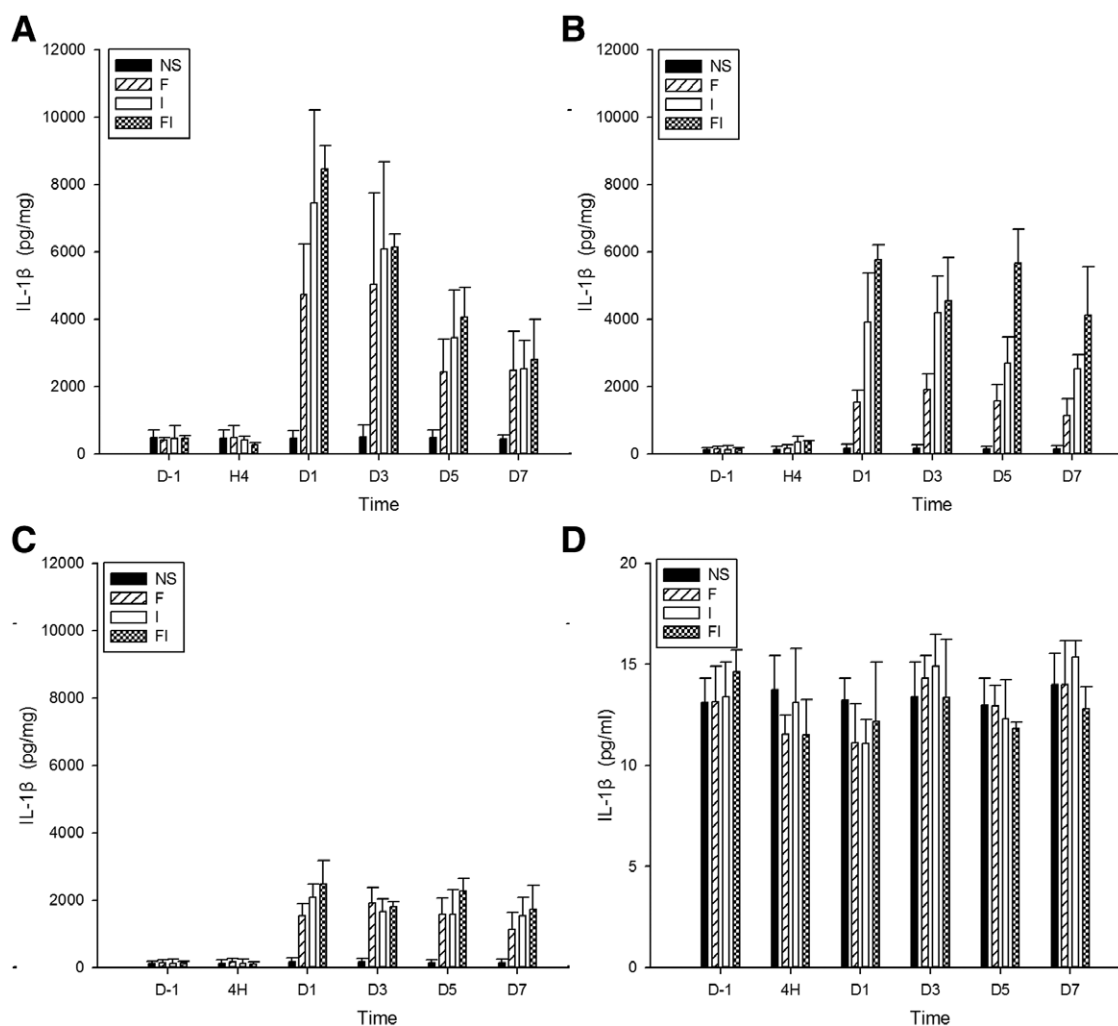 A
12000
10000
8000
6000
4000
2000
0
IL-1β (pg/mg)
NS
F
I
FI
D-1 H4 D1 D3 D5 D7
Time
B
12000
10000
8000
6000
4000
2000
0
IL-1β (pg/mg)
NS
F
I
FI
D-1 H4 D1 D3 D5 D7
Time
C
12000
10000
8000
6000
4000
2000
0
IL-1β (pg/mg)
NS
F
I
FI
D-1 4H D1 D3 D5 D7
Time
D
20
15
10
5
0
IL-1β (pg/ml)
NS
F
I
FI
D-1 4H D1 D3 D5 D7
Time